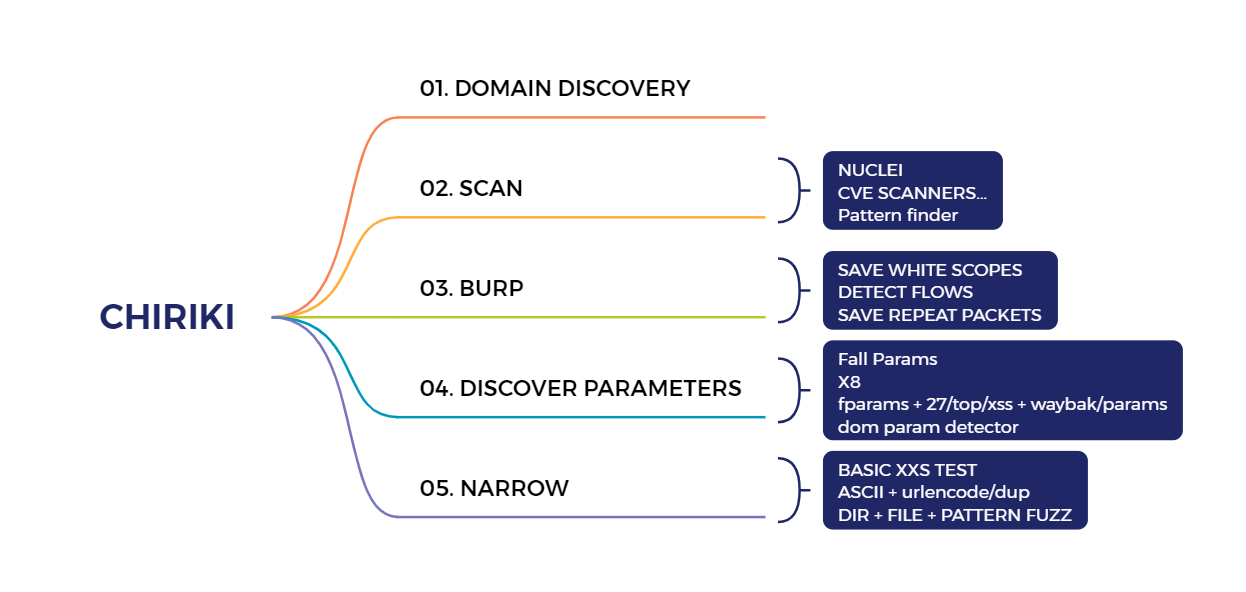 CHIRIKI
01. DOMAIN DISCOVERY
02. SCAN
NUCLEI
CVE SCANNERS...
Pattern finder
03. BURP
SAVE WHITE SCOPES
DETECT FLOWS
SAVE REPEAT PACKETS
04. DISCOVER PARAMETERS
Fall Params
X8
fparams + 27/top/xss + waybak/params
dom param detector
05. NARROW
BASIC XXS TEST
ASCII + urlencode/dup
DIR + FILE + PATTERN FUZZ